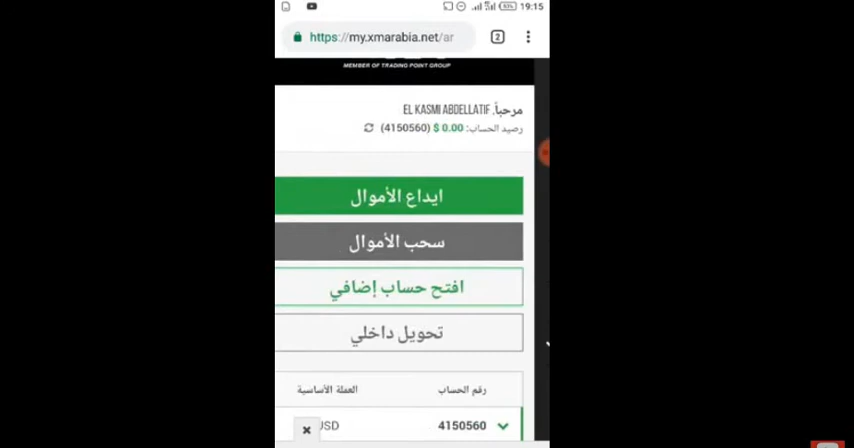 19:15
https://my.xmarabia.net/ar
2
MEMBER OF TRADING POINT GROUP
مرحباً, EL KASMI ABDELLATIF
رصيد الحساب: $ 0.00 (4150560)
ايداع الأموال
سحب الأموال
افتح حساب إضافي
تحويل داخلي
رقم الحساب العملة الأساسية
4150560